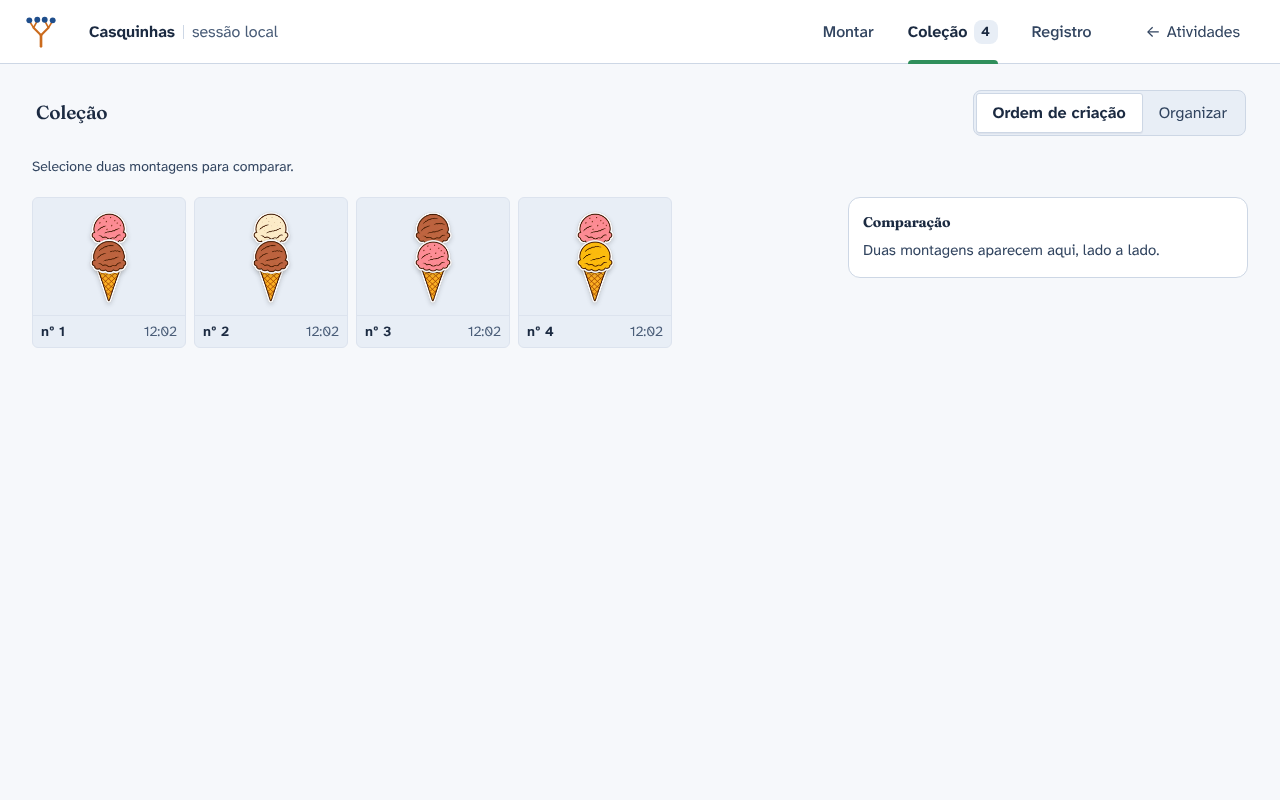 Casquinhas | sessão local
Montar
Coleção 4
Registro
← Atividades
Coleção
Ordem de criação
Organizar
Selecione duas montagens para comparar.
nº 1 12:02
nº 2 12:02
nº 3 12:02
nº 4 12:02
Comparação
Duas montagens aparecem aqui, lado a lado.